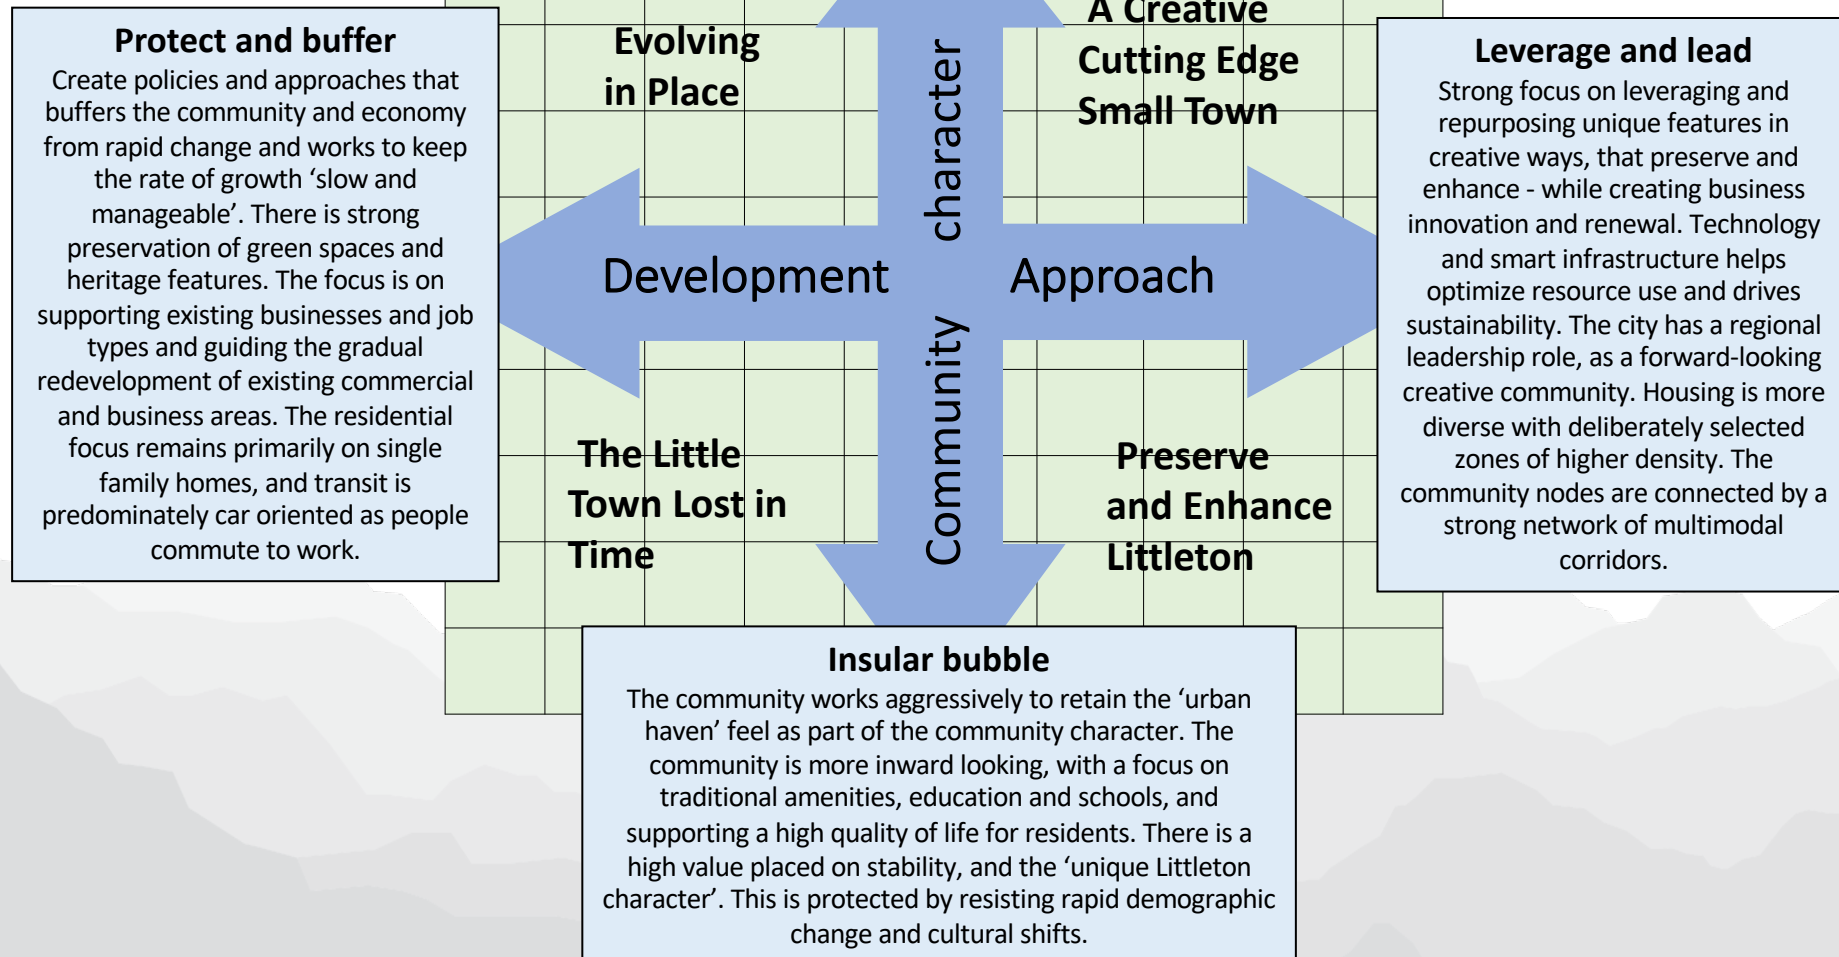 Protect and buffer
Create policies and approaches that
buffers the community and economy
from rapid change and works to keep
the rate of growth ‘slow and
manageable’. There is strong
preservation of green spaces and
heritage features. The focus is on
supporting existing businesses and job
types and guiding the gradual
redevelopment of existing commercial
and business areas. The residential
focus remains primarily on single
family homes, and transit is
predominately car oriented as people
commute to work.
Evolving
in Place
A Creative
Cutting Edge
Small Town
Community character
Development Approach
The Little
Town Lost in
Time
Preserve
and Enhance
Littleton
Leverage and lead
Strong focus on leveraging and
repurposing unique features in
creative ways, that preserve and
enhance - while creating business
innovation and renewal. Technology
and smart infrastructure helps
optimize resource use and drives
sustainability. The city has a regional
leadership role, as a forward-looking
creative community. Housing is more
diverse with deliberately selected
zones of higher density. The
community nodes are connected by a
strong network of multimodal
corridors.
Insular bubble
The community works aggressively to retain the ‘urban
haven’ feel as part of the community character. The
community is more inward looking, with a focus on
traditional amenities, education and schools, and
supporting a high quality of life for residents. There is a
high value placed on stability, and the ‘unique Littleton
character’. This is protected by resisting rapid demographic
change and cultural shifts.